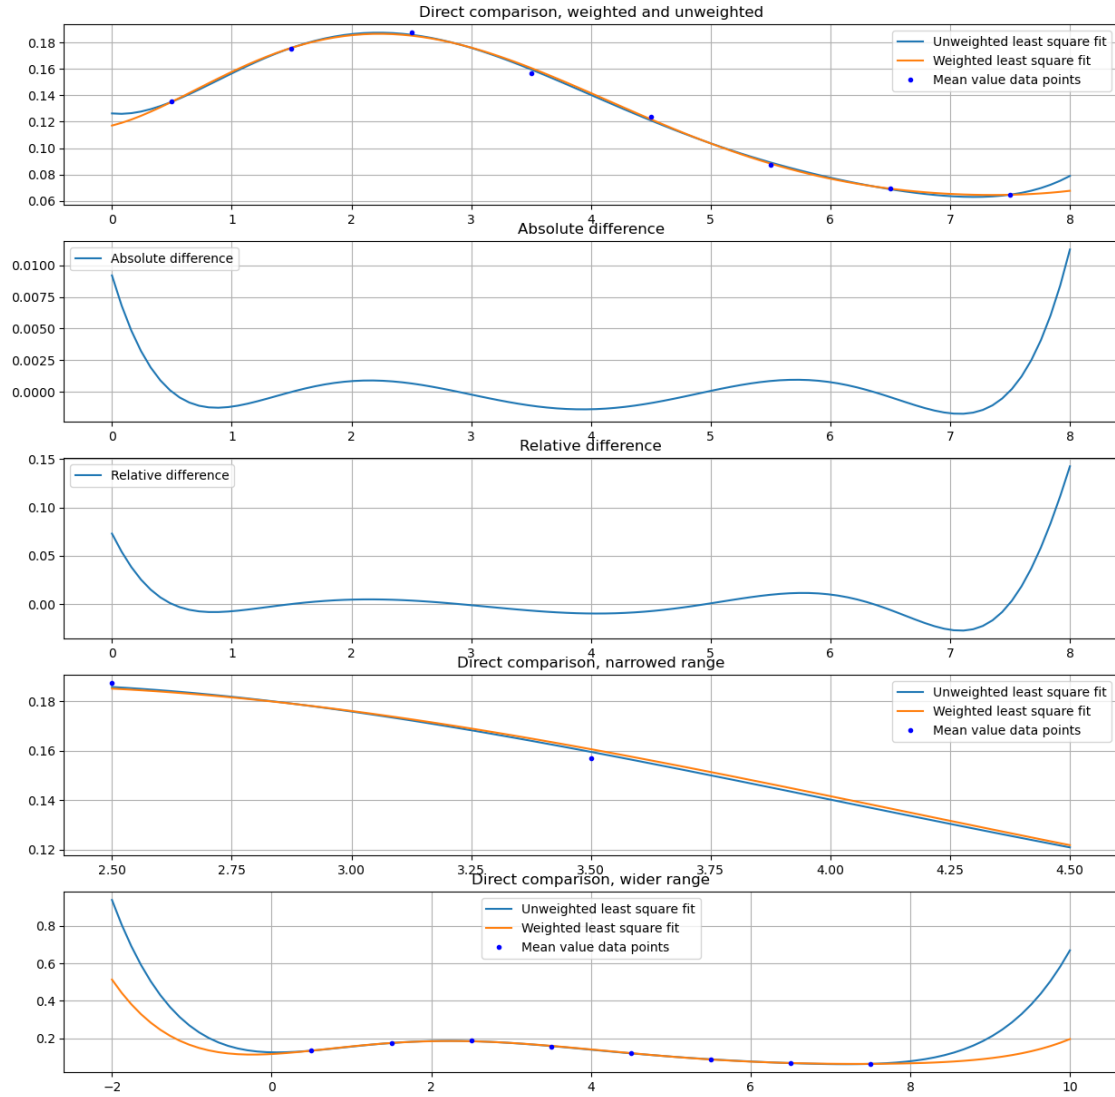 Direct comparison, weighted and unweighted
0.18
0.16
0.14
0.12
0.10
0.08
0.06
Unweighted least square fit
Weighted least square fit
Mean value data points
0 1 2 3 4 5 6 7 8
Absolute difference
0.0100
0.0075
0.0050
0.0025
0.0000
Absolute difference
0 1 2 3 4 5 6 7 8
Relative difference
0.15
0.10
0.05
0.00
Relative difference
0 1 2 3 4 5 6 7 8
Direct comparison, narrowed range
0.18
0.16
0.14
0.12
Unweighted least square fit
Weighted least square fit
Mean value data points
2.50 2.75 3.00 3.25 3.50 3.75 4.00 4.25 4.50
Direct comparison, wider range
0.8
0.6
0.4
0.2
Unweighted least square fit
Weighted least square fit
Mean value data points
−2 0 2 4 6 8 10